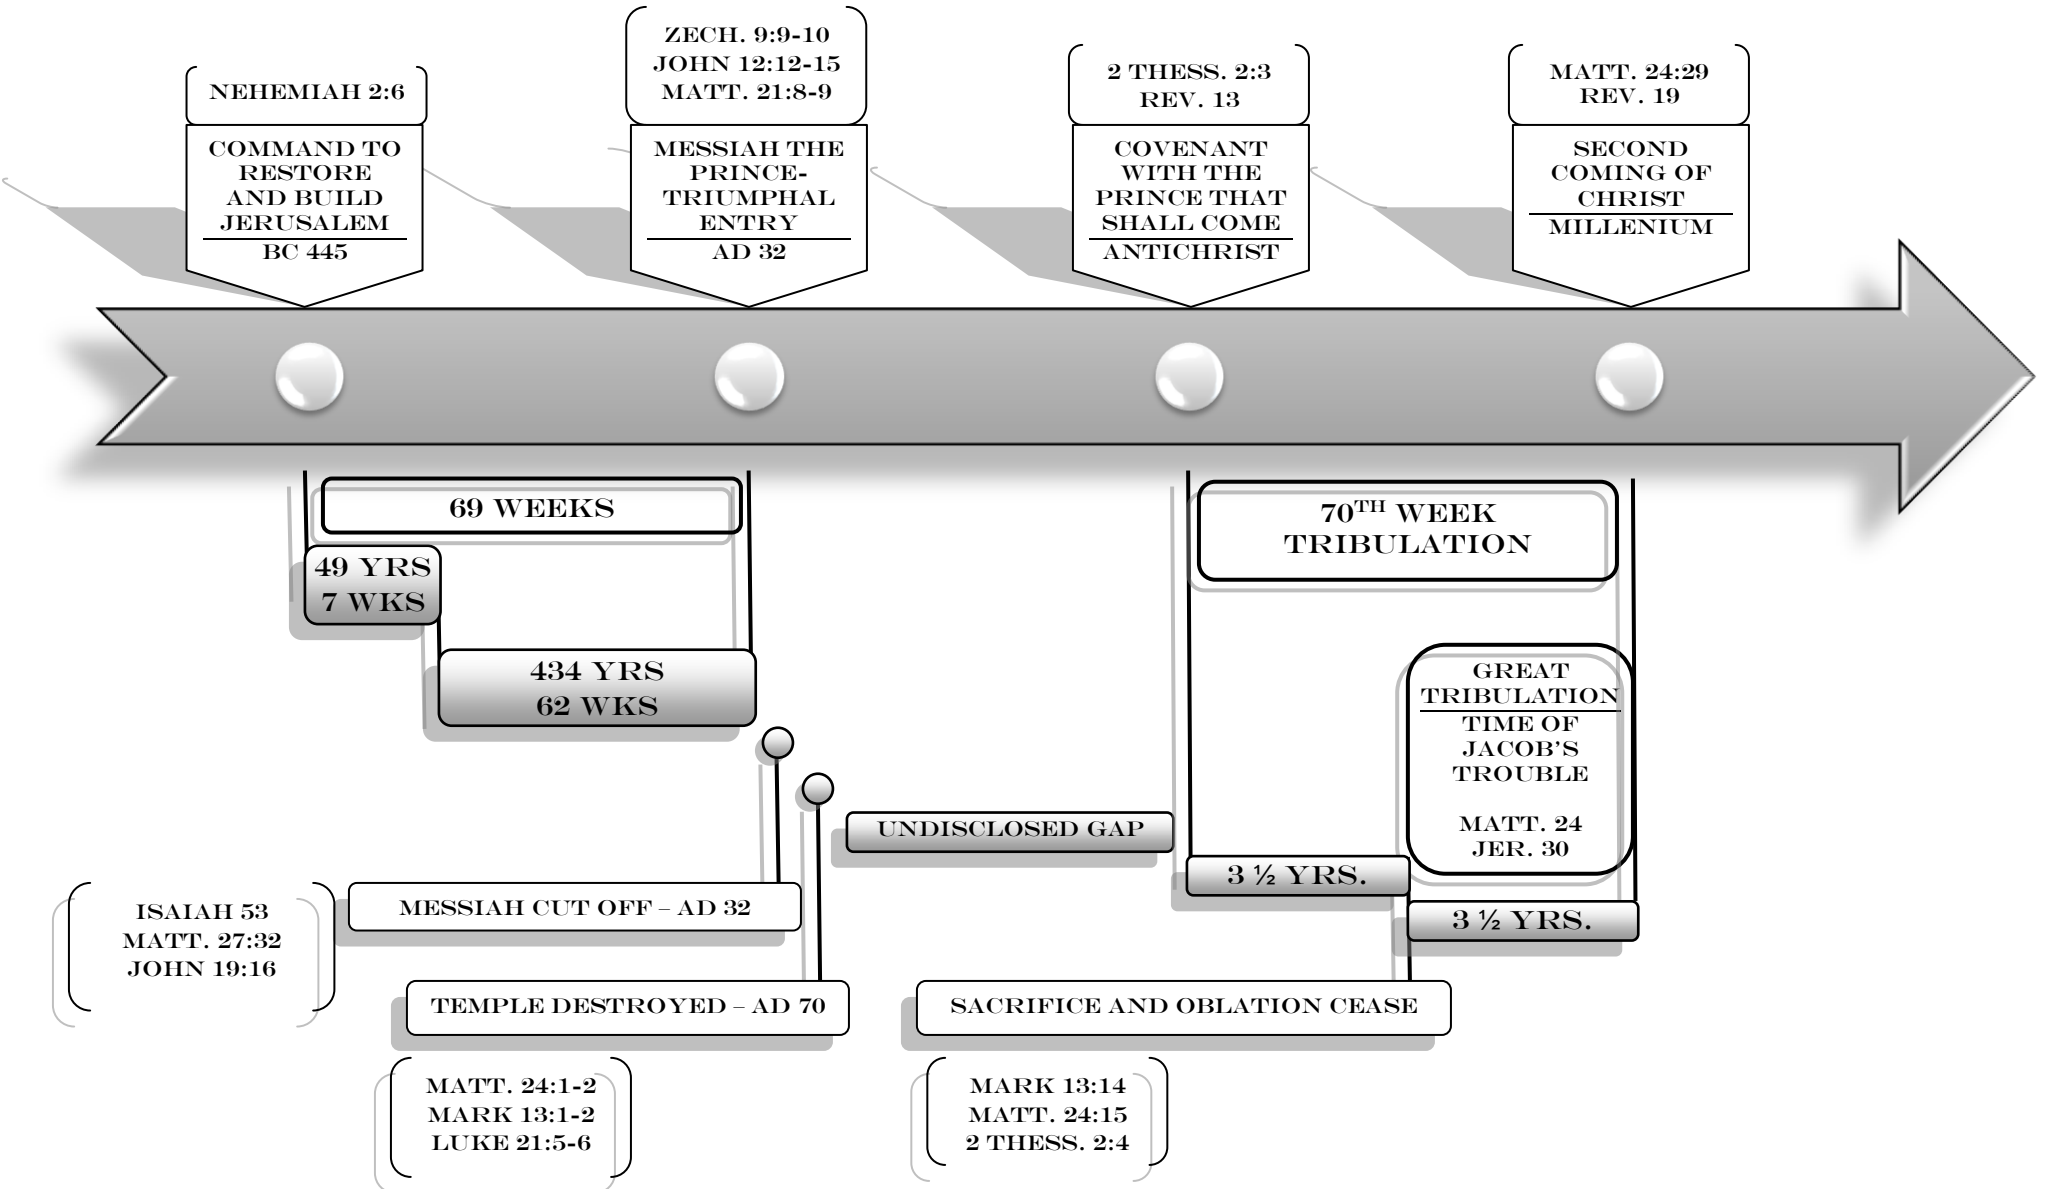 NEHEMIAH 2:6
COMMAND TO
RESTORE
AND BUILD
JERUSALEM
BC 445
ZECH. 9:9-10
JOHN 12:12-15
MATT. 21:8-9
MESSIAH THE
PRINCE-
TRIUMPHAL
ENTRY
AD 32
2 THESS. 2:3
REV. 13
COVENANT
WITH THE
PRINCE THAT
SHALL COME
ANTICHRIST
MATT. 24:29
REV. 19
SECOND
COMING OF
CHRIST
MILLENIUM
69 WEEKS
49 YRS
7 WKS
434 YRS
62 WKS
70TH WEEK
TRIBULATION
GREAT
TRIBULATION
TIME OF
JACOB'S
TROUBLE
MATT. 24
JER. 30
UNDISCLOSED GAP
3 ½ YRS.
3 ½ YRS.
ISAIAH 53
MATT. 27:32
JOHN 19:16
MESSIAH CUT OFF – AD 32
TEMPLE DESTROYED – AD 70
MATT. 24:1-2
MARK 13:1-2
LUKE 21:5-6
SACRIFICE AND OBLATION CEASE
MARK 13:14
MATT. 24:15
2 THESS. 2:4